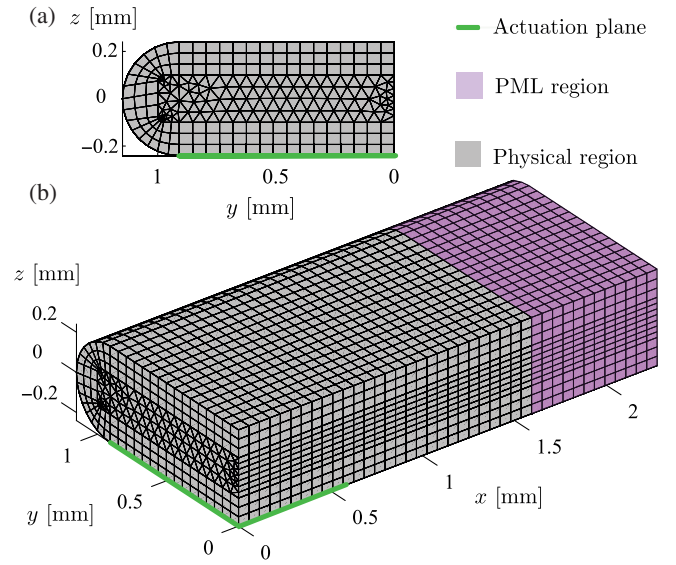 (a) z [mm]
0.2
0
−0.2
1 0.5 0
y [mm]
Actuation plane
PML region
Physical region
(b)
z [mm]
0.2
0
−0.2
1
0.5
0
y [mm]
0
0.5
1
1.5
2
x [mm]